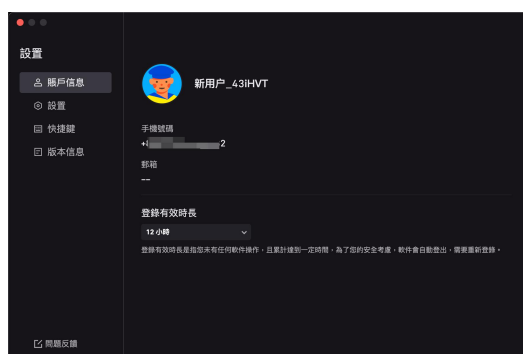 設置
賬戶信息
設置
快捷鍵
版本信息
問題反饋
新用户_43iHVT
手機號碼
2
郵箱
--
登錄有效時長
12 小時
登錄有效時長是指您未有任何軟件操作，且累計達到一定時間，為了您的安全考慮，軟件會自動登出，需要重新登錄。